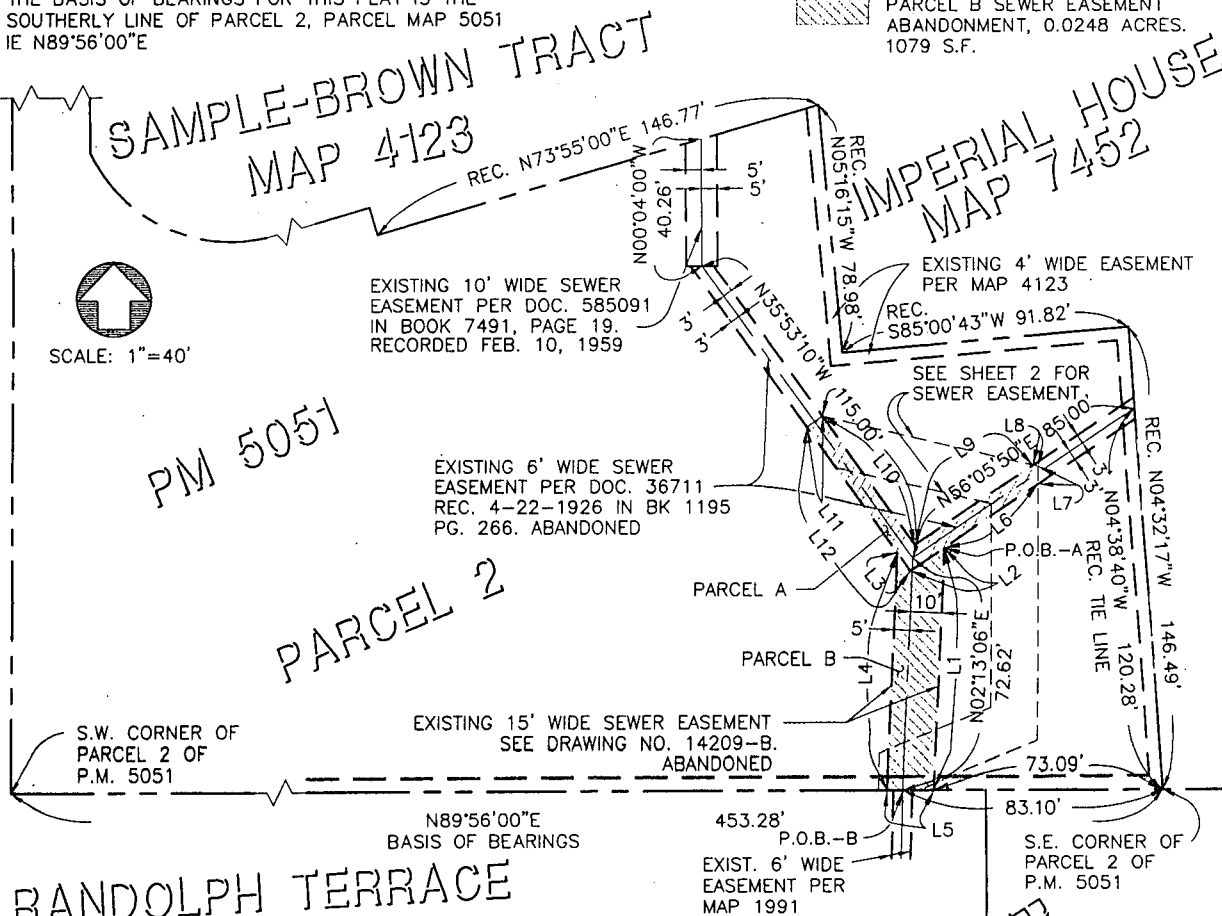 THE BASIS OF BEARINGS FOR THIS PLAT IS THE
SOUTHERLY LINE OF PARCEL 2, PARCEL MAP 5051
IE N89°56'00"E
PARCEL B SEWER EASEMENT
ABANDONMENT, 0.0248 ACRES.
1079 S.F.
SAMPLE-BROWN TRACT
MAP 4123
IMPERIAL HOUSE
MAP 7452
REC. N73°55'00"E 146.77'
N00°04'00"W
40.26'
5'
5'
REC.
N05°16'15"W 78.98'
SCALE: 1"=40'
EXISTING 10' WIDE SEWER
EASEMENT PER DOC. 585091
IN BOOK 7491, PAGE 19.
RECORDED FEB. 10, 1959
3'
3'
N35°53'10"W 115.00'
EXISTING 4' WIDE EASEMENT
PER MAP 4123
REC.
S85°00'43"W 91.82'
SEE SHEET 2 FOR
SEWER EASEMENT
PM 5051
EXISTING 6' WIDE SEWER
EASEMENT PER DOC. 36711
REC. 4-22-1926 IN BK 1195
PG. 266. ABANDONED
L11
L12
L10
L9
L8
N56°05'50"E 85.00'
3'
3'
L7
L6
REC. N04°32'17"W 146.49'
N04°38'40"W 120.28'
REC. TIE LINE
P.O.B.-A
L2
L3
PARCEL A
10'
5'
PARCEL 2
PARCEL B
L4
L1
N02°13'06"E
72.62'
EXISTING 15' WIDE SEWER EASEMENT
SEE DRAWING NO. 14209-B.
ABANDONED
S.W. CORNER OF
PARCEL 2 OF
P.M. 5051
73.09'
83.10'
N89°56'00"E
BASIS OF BEARINGS
453.28'
P.O.B.-B
L5
EXIST. 6' WIDE
EASEMENT PER
MAP 1991
S.E. CORNER OF
PARCEL 2 OF
P.M. 5051
RANDOLPH TERRACE